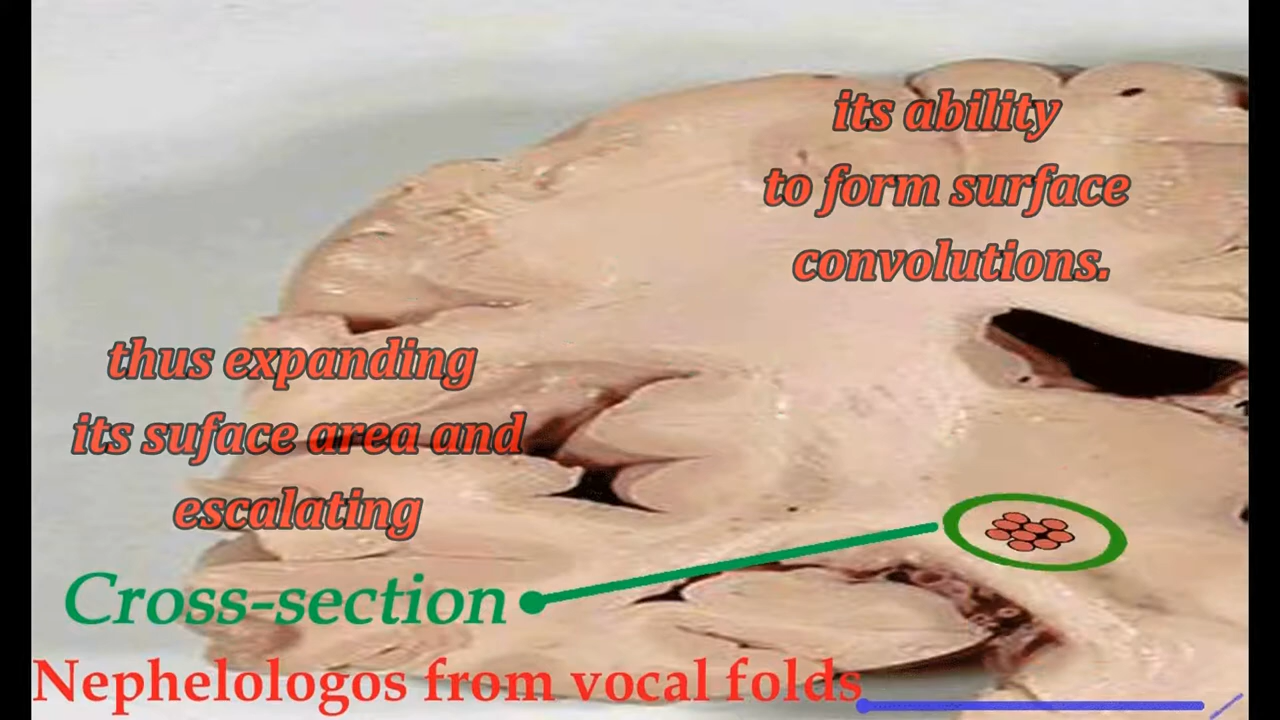 its ability
to form surface
convolutions.
thus expanding
its suface area and
escalating
Cross-section
Nephelologos from vocal folds